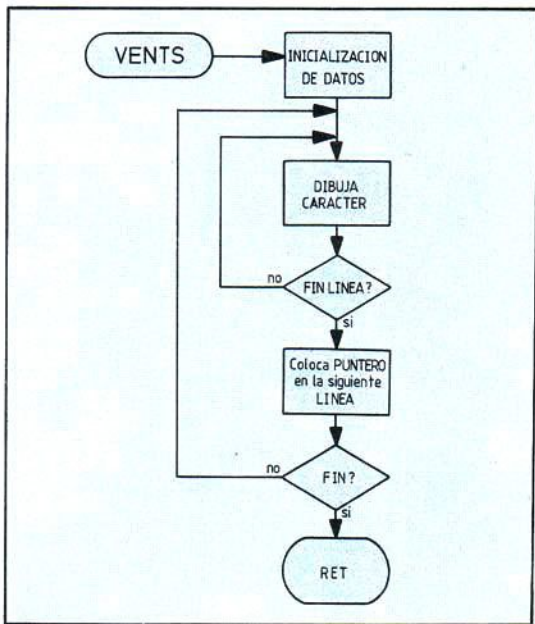 VENTS
INICIALIZACION
DE DATOS
DIBUJA
CARACTER
no
FIN LINEA?
si
Coloca PUNTERO
en la siguiente
LINEA
no
FIN?
si
RET